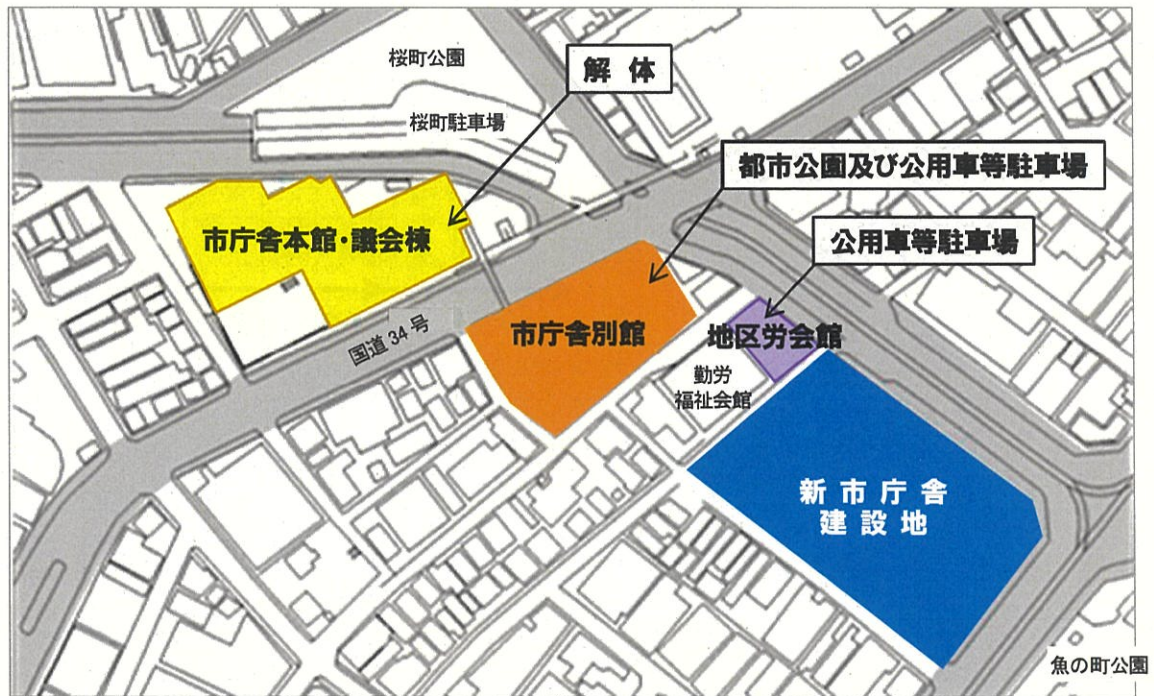 桜町公園
解体
桜町駐車場
都市公園及び公用車等駐車場
公用車等駐車場
市庁舎本館・議会棟
国道34号
市庁舎別館
地区労会館
勤労
福祉会館
新市庁舎
建設地
魚の町公園